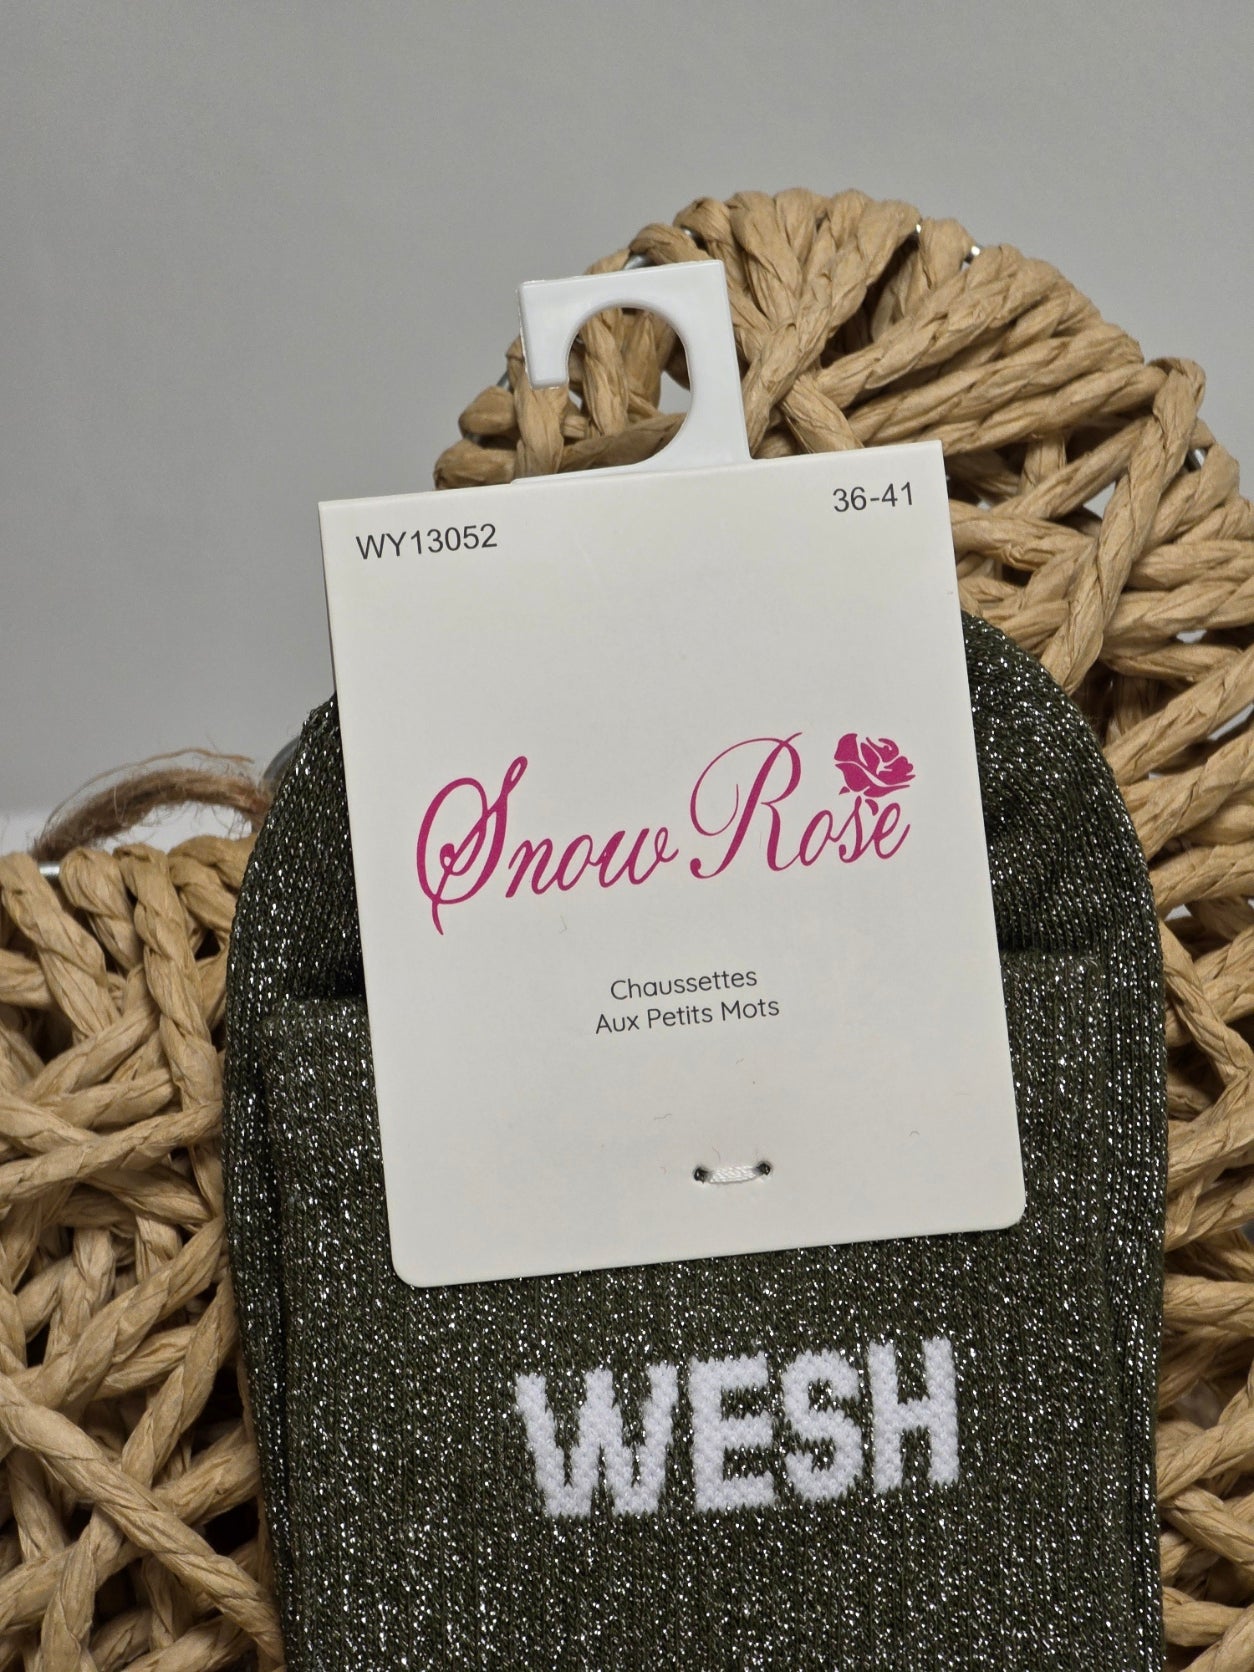 WY13052
36-41
Snow Rose
Chaussettes
Aux Petits Mots
WESH